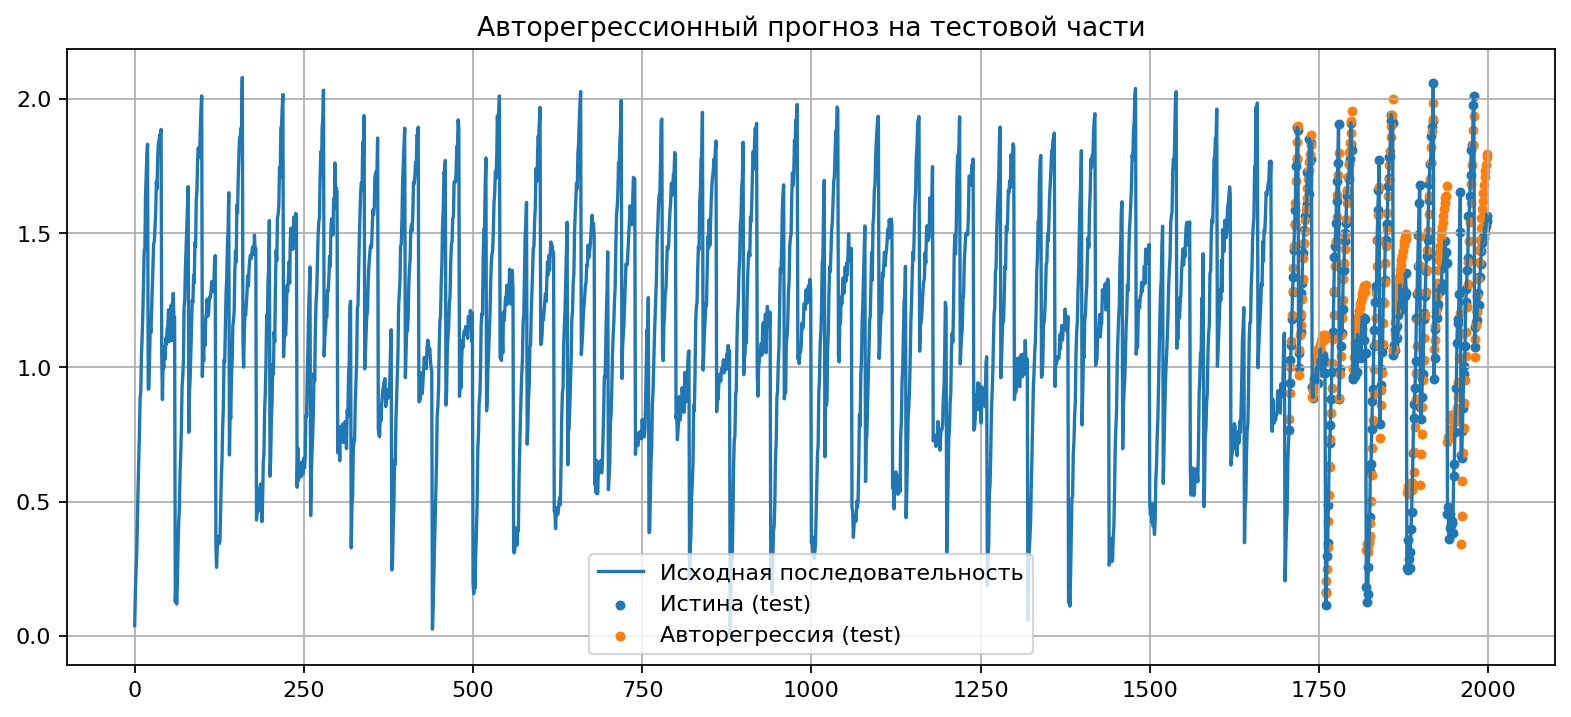 Авторегрессионный прогноз на тестовой части
2.0
1.5
1.0
0.5
0.0
Исходная последовательность
Истина (test)
Авторегрессия (test)
0 250 500 750 1000 1250 1500 1750 2000